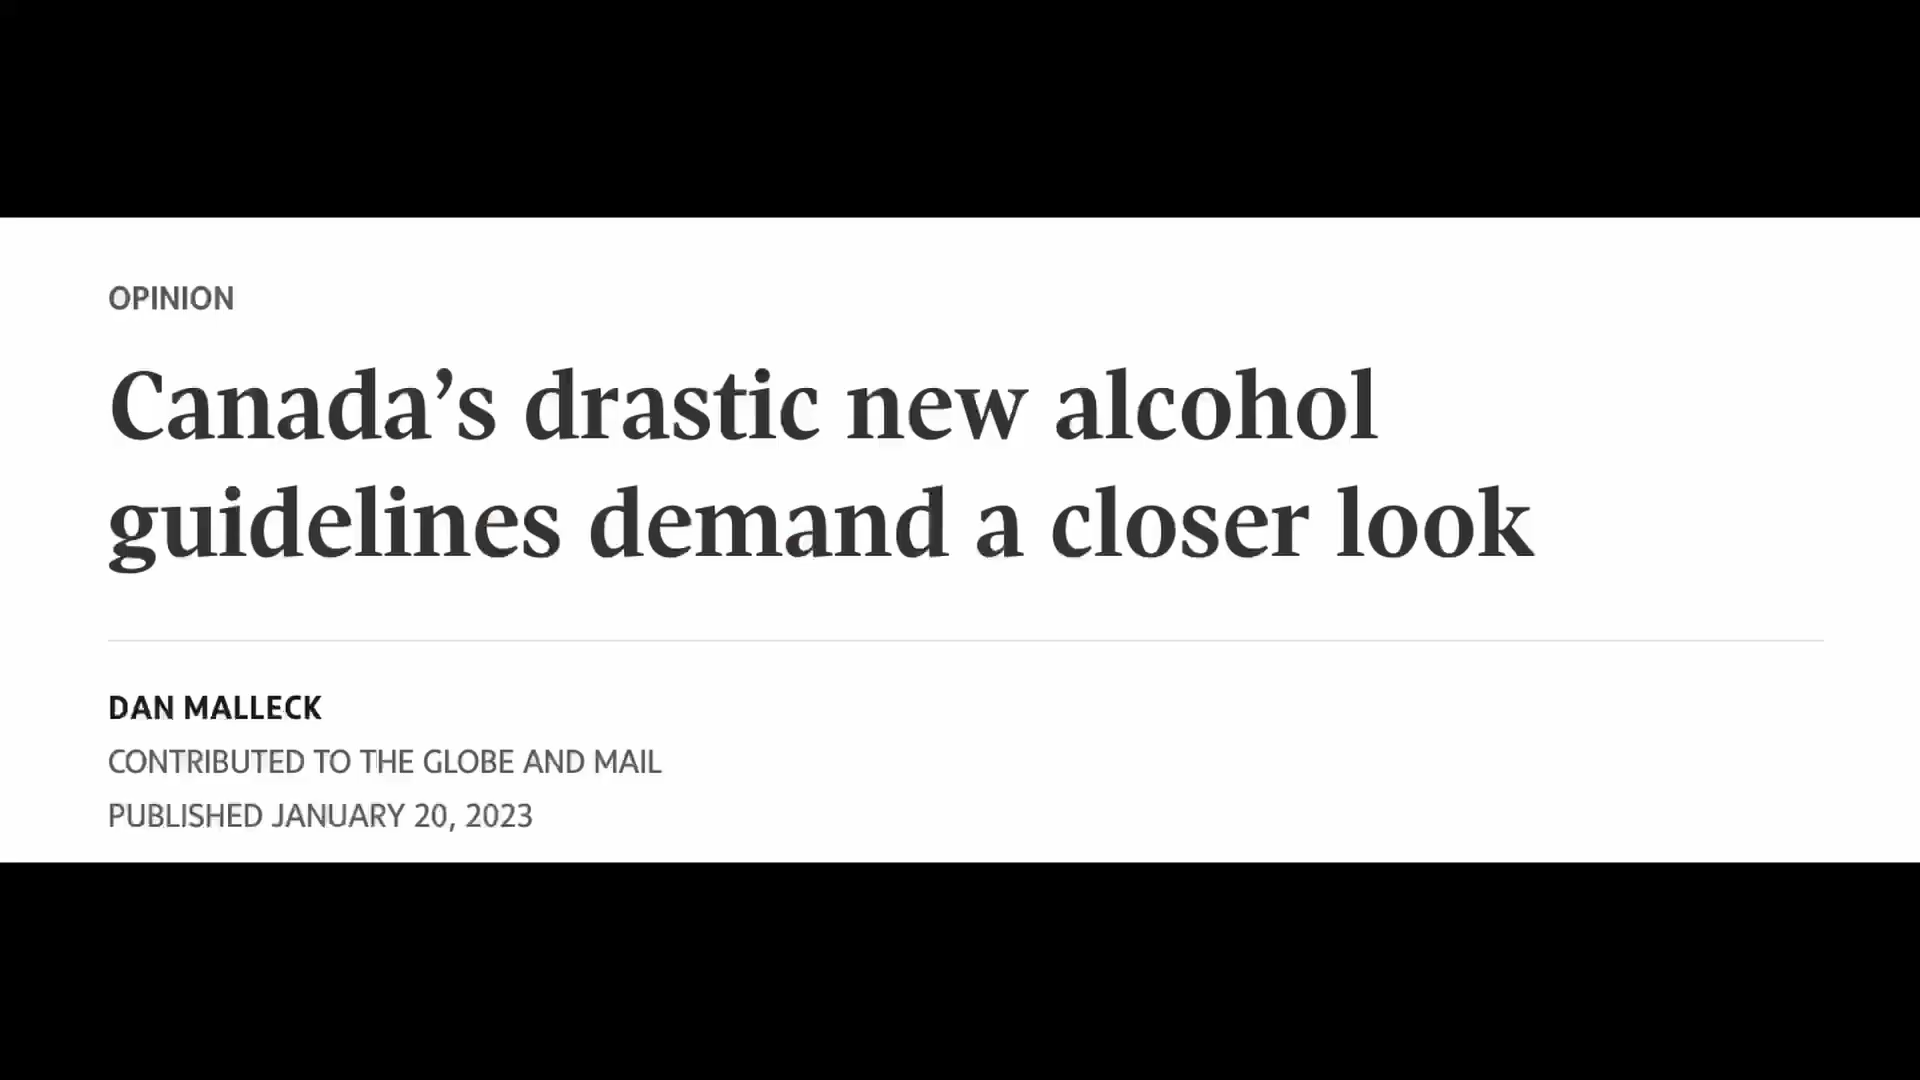 OPINION
Canada’s drastic new alcohol
guidelines demand a closer look
DAN MALLECK
CONTRIBUTED TO THE GLOBE AND MAIL
PUBLISHED JANUARY 20, 2023